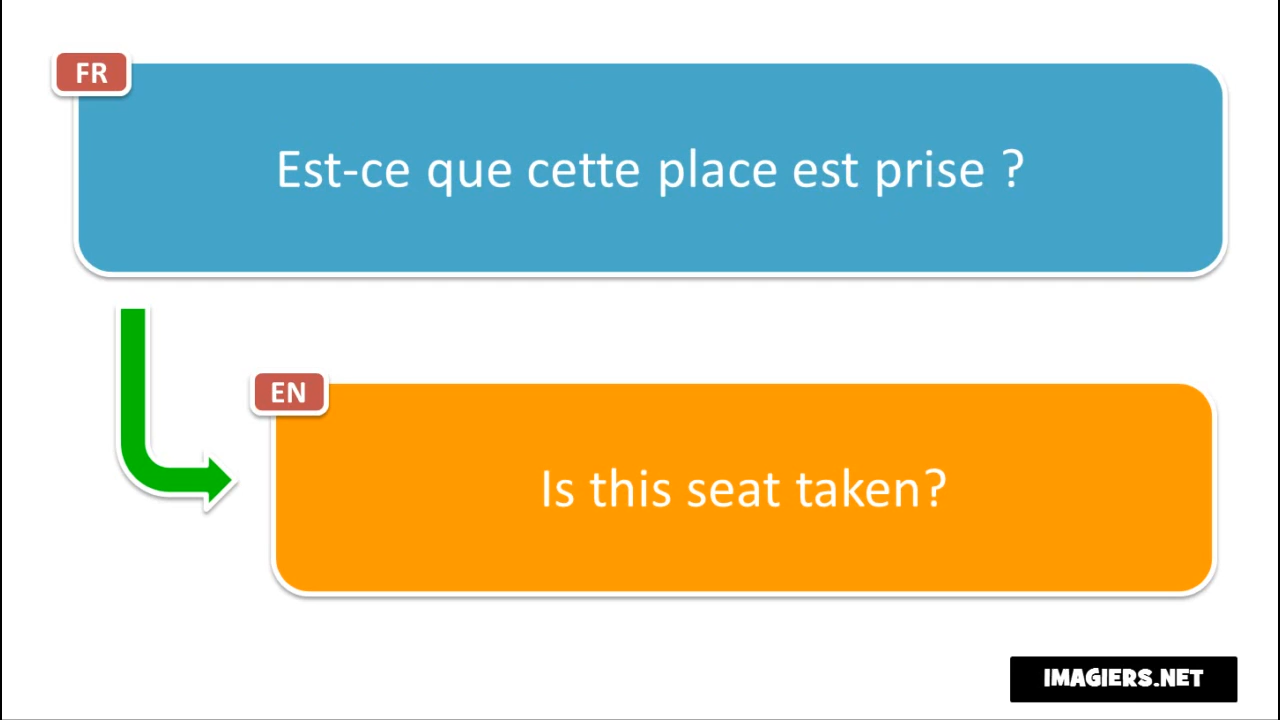 FR
Est-ce que cette place est prise ?
EN
Is this seat taken?
IMAGIERS.NET